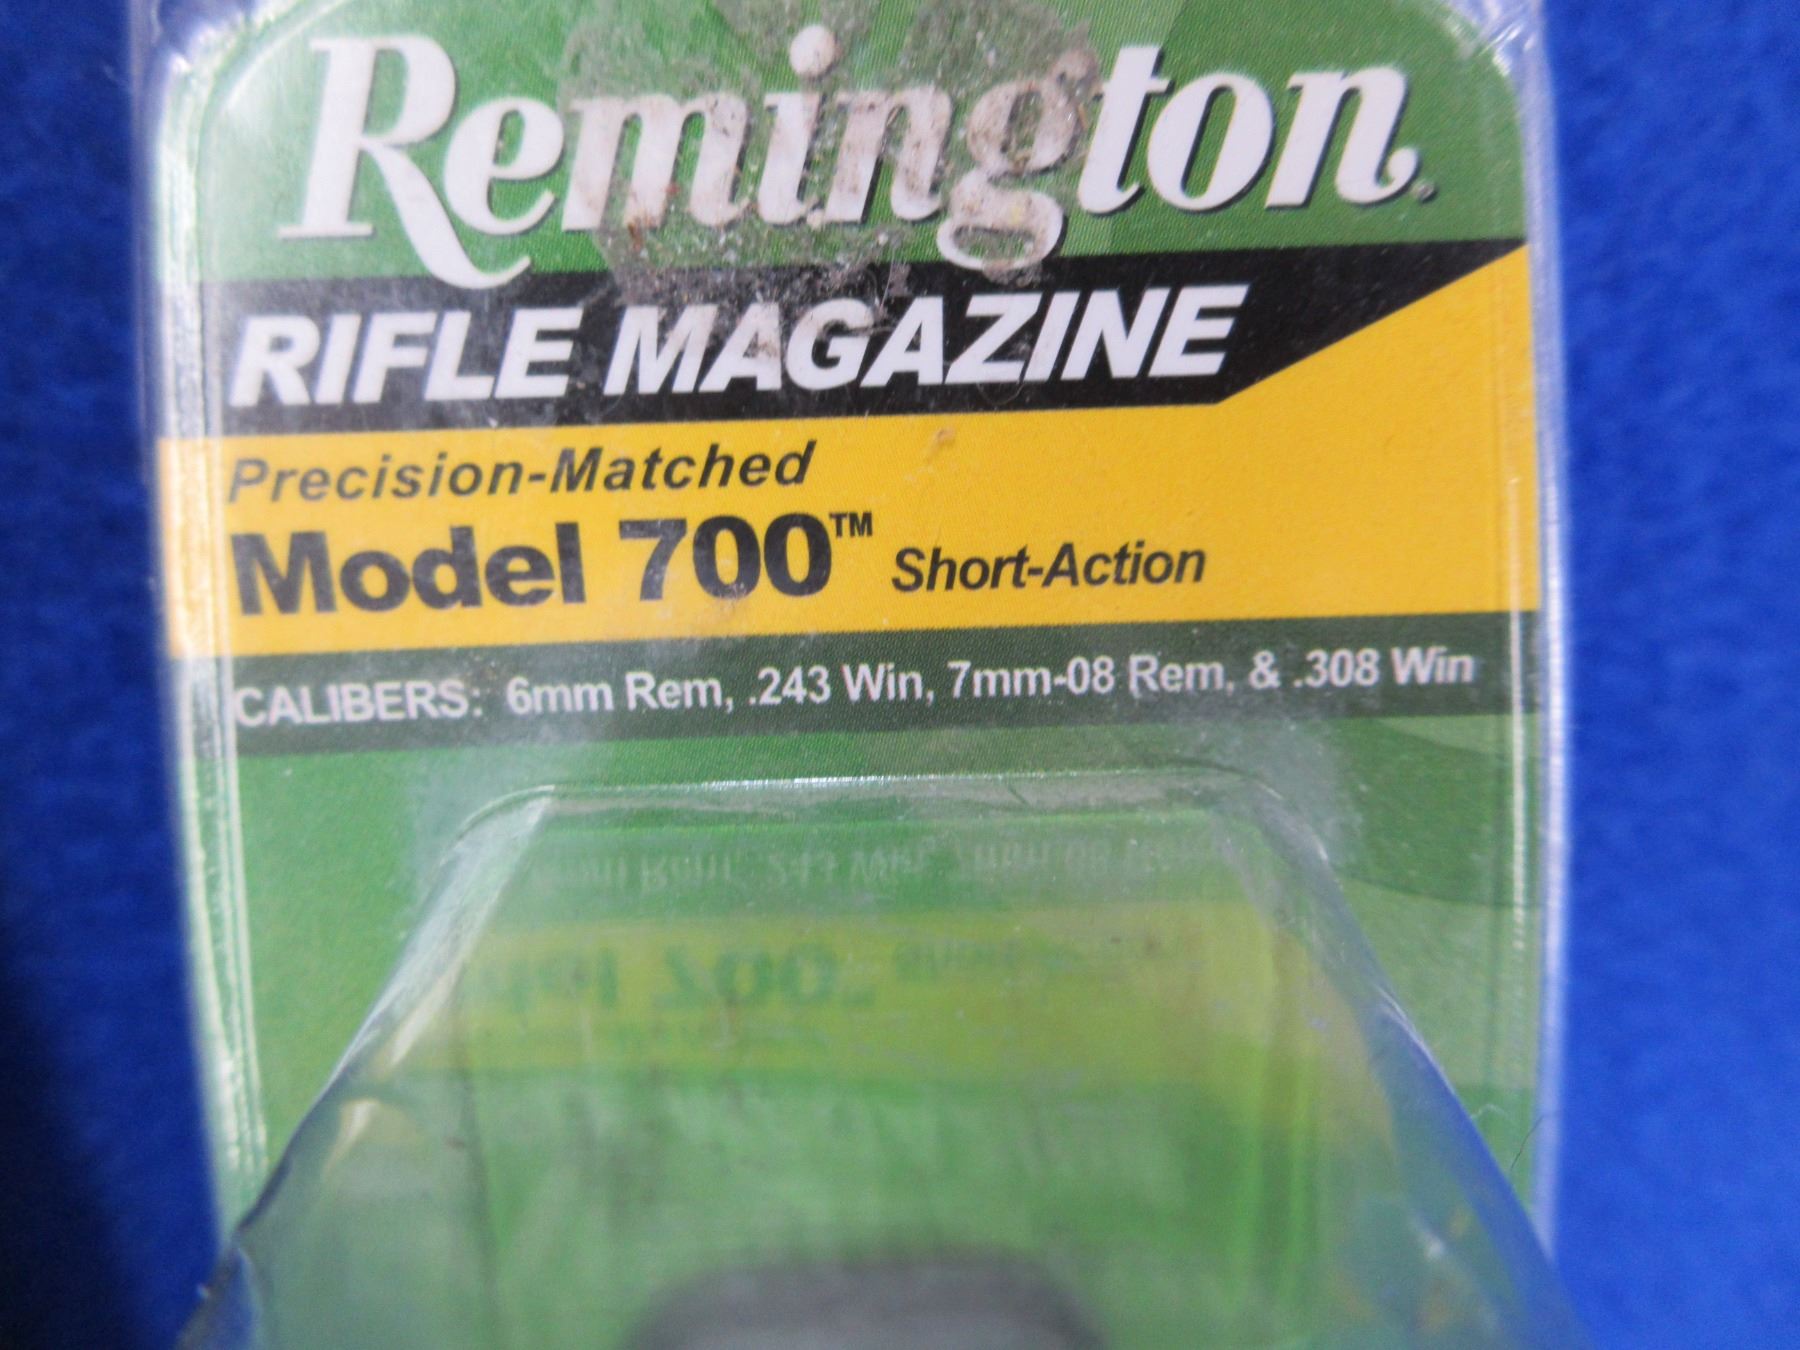 Remington
RIFLE MAGAZINE
Precision-Matched
Model 700™ Short-Action
CALIBERS: 6mm Rem, .243 Win, 7mm-08 Rem, & .308 Win